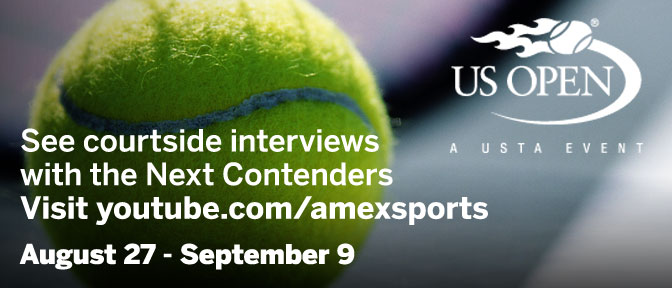 US OPEN®
A USTA EVENT
See courtside interviews
with the Next Contenders
Visit youtube.com/amexsports
August 27 - September 9